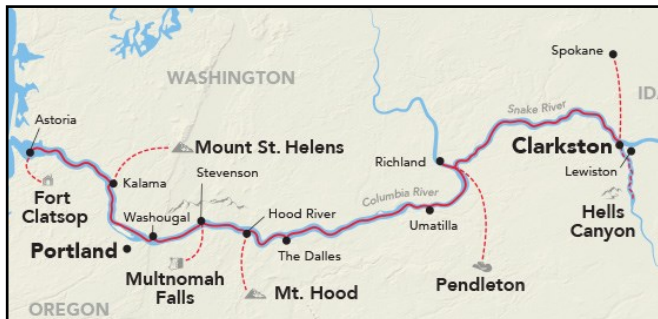 Spokane
WASHINGTON
IDA
Snake River
Astoria
Mount St. Helens
Clarkston
Stevenson
Richland
Lewiston
Kalama
Fort
Clatsop
Columbia River
Hells
Canyon
Washougal
Hood River
Umatilla
Portland
The Dalles
Multnomah
Falls
Pendleton
Mt. Hood
OREGON